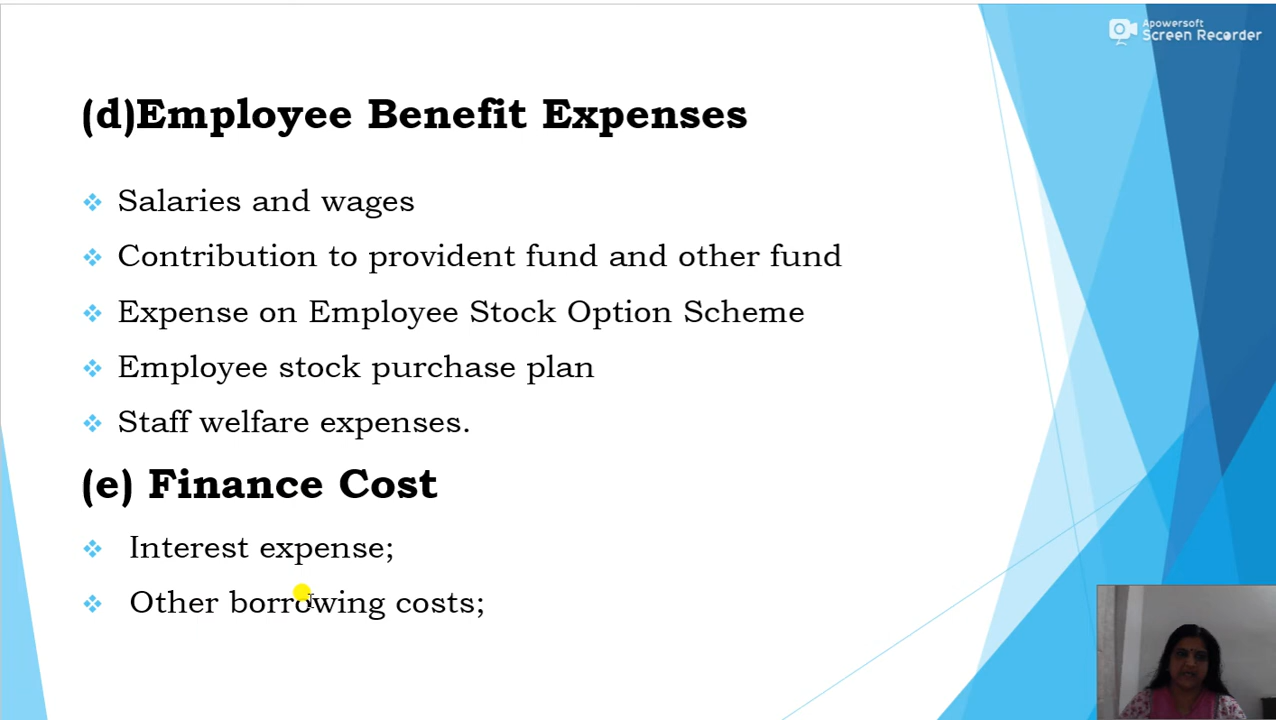 Apowersoft
Screen Recorder
(d)Employee Benefit Expenses
Salaries and wages
Contribution to provident fund and other fund
Expense on Employee Stock Option Scheme
Employee stock purchase plan
Staff welfare expenses.
(e) Finance Cost
Interest expense;
Other borrowing costs;